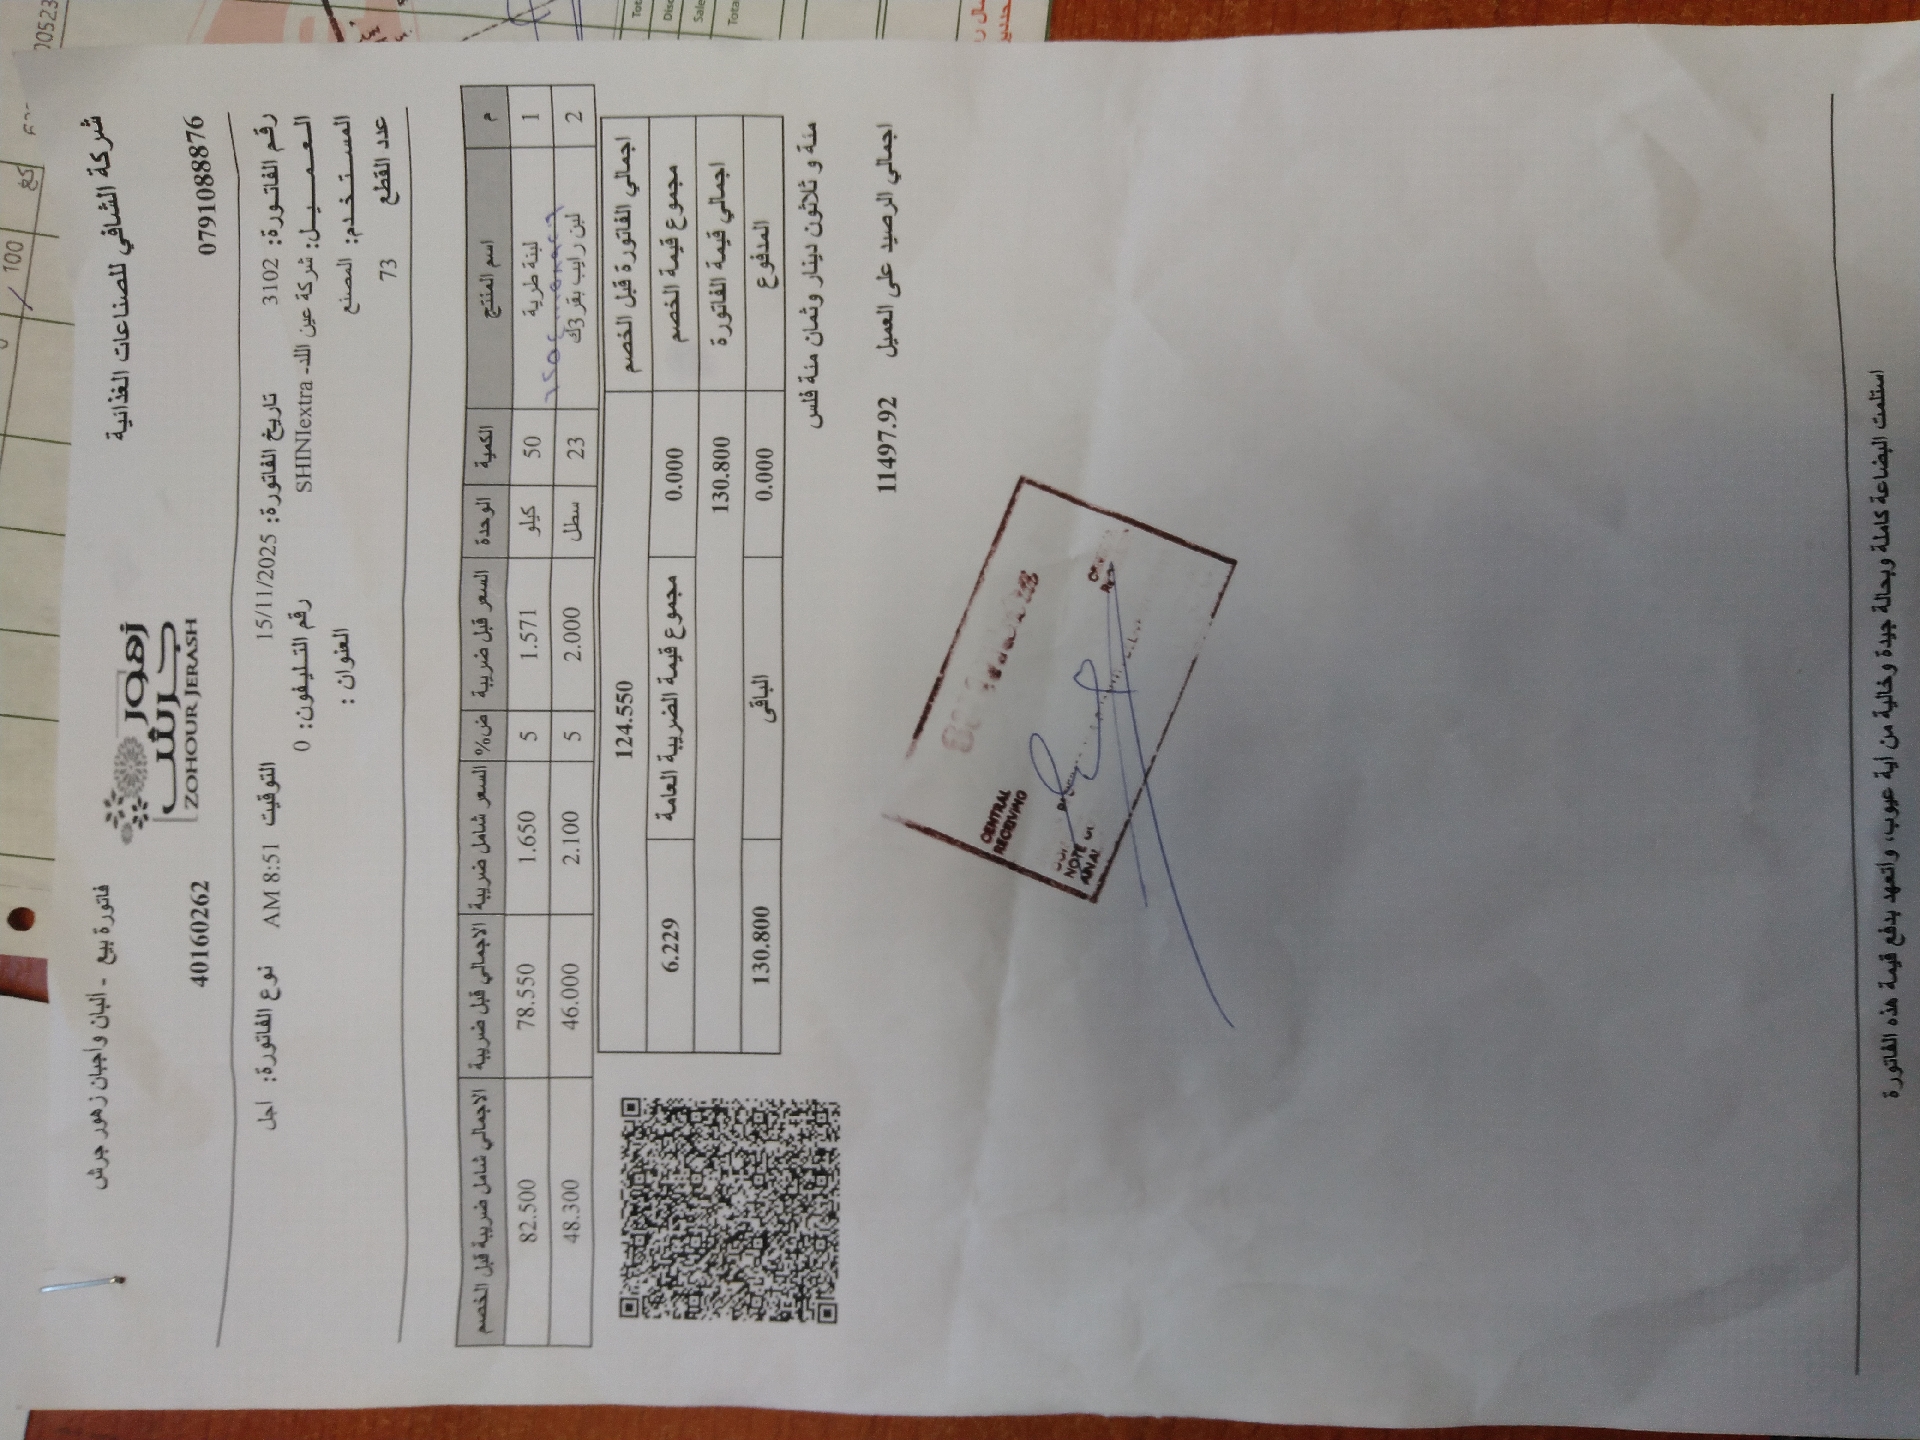 شركة الشافي للصناعات الغذائية
0791088876
زهور
جرش
ZOHOUR JERASH
فاتورة بيع - البان واجبان زهور جرش
40160262
رقم الفاتورة: 3102 تاريخ الفاتورة: 15/11/2025 التوقيت AM 8:51 نوع الفاتورة: اجل
العميل: شركة عين اللد- SHINIextra رقم التليفون: 0
المستخدم: المصنع العنوان :
عدد القطع 73
م اسم المنتج الكمية الوحدة السعر قبل ضريبة ض% السعر شامل ضريبة الاجمالي قبل ضريبة الاجمالي شامل ضريبة قبل الخصم
1 لبنة طرية 50 كيلو 1.571 5 1.650 78.550 82.500
2 لبن رايب بقر 3ك 23 سطل 2.000 5 2.100 46.000 48.300
اجمالي الفاتورة قبل الخصم 124.550
مجموع قيمة الخصم 0.000 مجموع قيمة الضريبة العامة 6.229
اجمالي قيمة الفاتورة 130.800
المدفوع 0.000 الباقى 130.800
مئة و ثلاثون دينار وثمان مئة فلس
اجمالي الرصيد على العميل 11497.92
CENTRAL
RECEIVING
استلمت البضاعة كاملة وبحالة جيدة وخالية من اية عيوب، واتعهد بدفع قيمة هذه الفاتورة